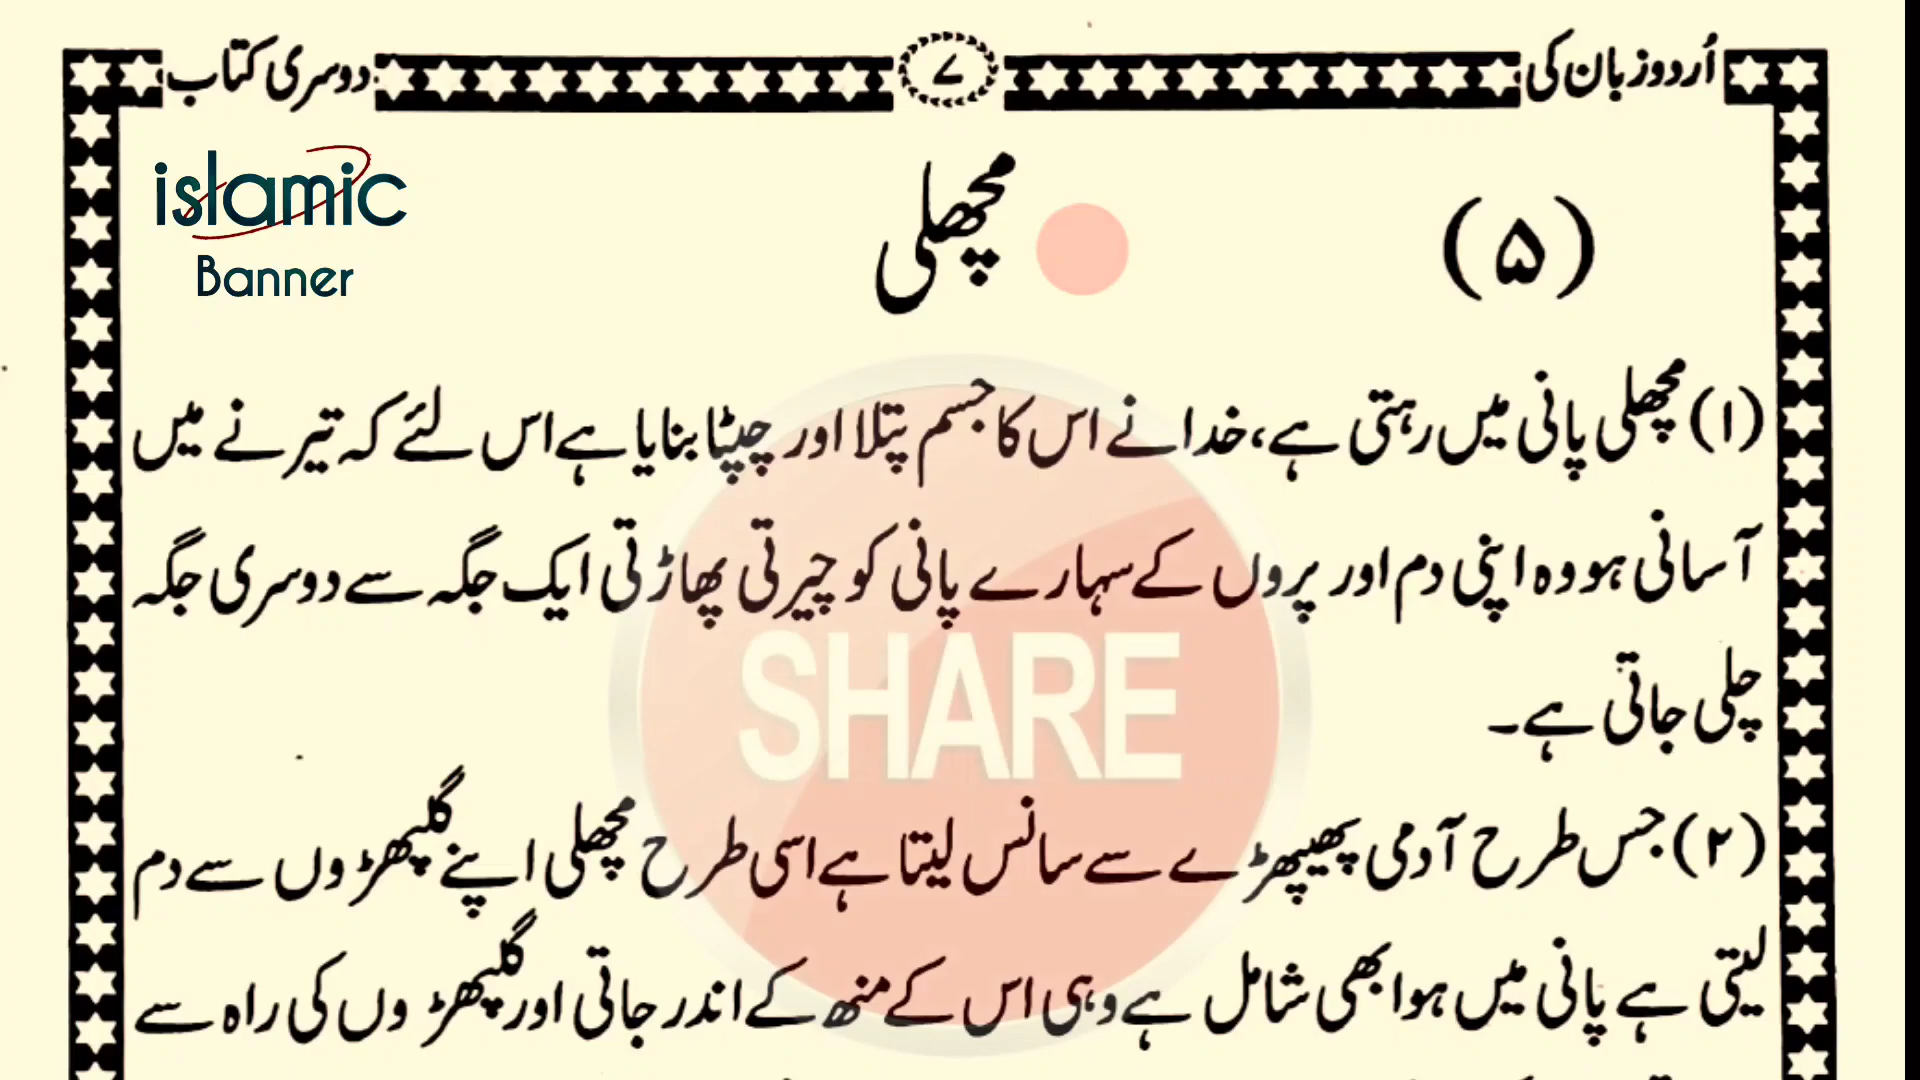 اُردو زبان کی ۷ دوسری کتاب
islamic
Banner
(۵) مچھلی
(۱) مچھلی پانی میں رہتی ہے، خدا نے اس کا جسم پتلا اور چپٹا بنایا ہے اس لئے کہ تیرنے میں
آسانی ہو وہ اپنی دم اور پروں کے سہارے پانی کو چیرتی پھاڑتی ایک جگہ سے دوسری جگہ
چلی جاتی ہے۔
SHARE
(۲) جس طرح آدمی پھیپھڑے سے سانس لیتا ہے اسی طرح مچھلی اپنے گلپھڑوں سے دم
لیتی ہے پانی میں ہوا بھی شامل ہے وہی اس کے منھ کے اندر جاتی اور گلپھڑوں کی راہ سے